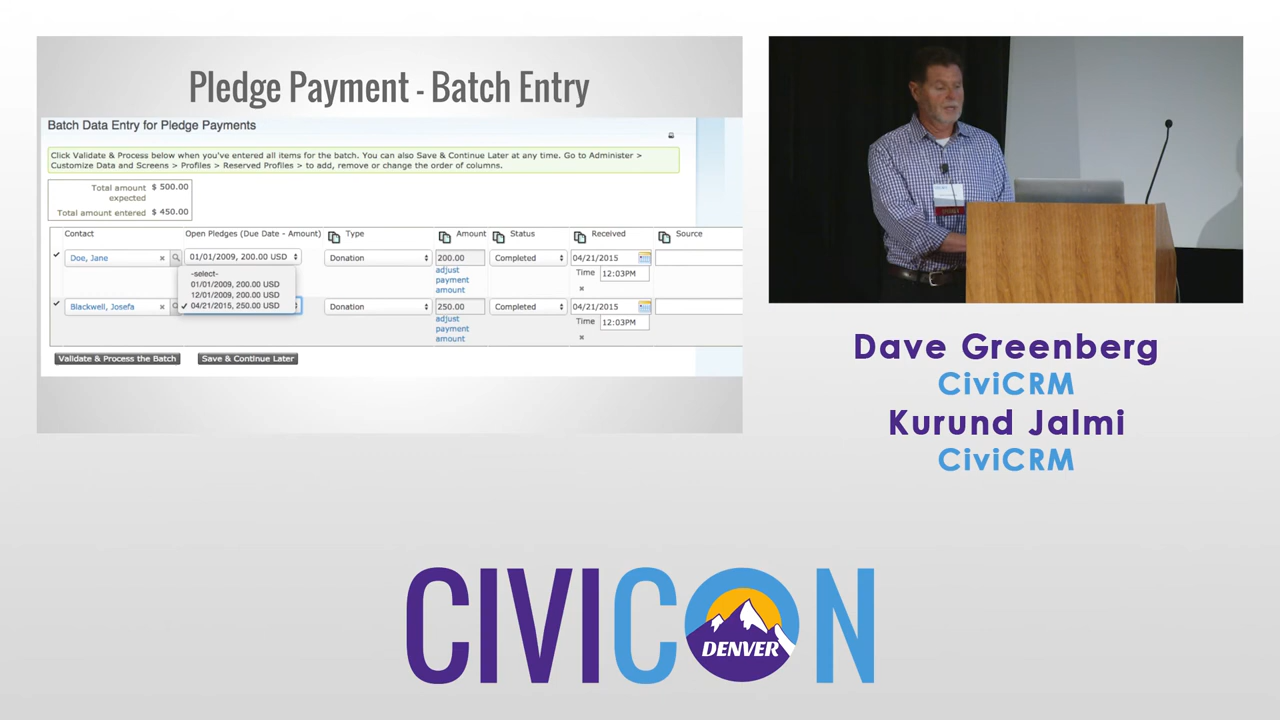 Pledge Payment - Batch Entry
Batch Data Entry for Pledge Payments
Click Validate & Process below when you've entered all items for the batch. You can also Save & Continue Later at any time. Go to Administer >
Customize Data and Screens > Profiles > Reserved Profiles > to add, remove or change the order of columns.
Total amount $ 500.00
expected
Total amount entered $ 450.00
Contact Open Pledges (Due Date - Amount) Type Amount Status Received Source
Doe, Jane 01/01/2009, 200.00 USD Donation 200.00 Completed 04/21/2015
adjust
payment
amount
Time 12:03PM
-select-
01/01/2009, 200.00 USD
12/01/2009, 200.00 USD
04/21/2015, 250.00 USD
Blackwell, Josefa Donation 250.00 Completed 04/21/2015
adjust
payment
amount
Time 12:03PM
Validate & Process the Batch Save & Continue Later
Dave Greenberg
CiviCRM
Kurund Jalmi
CiviCRM
CIVICON
DENVER